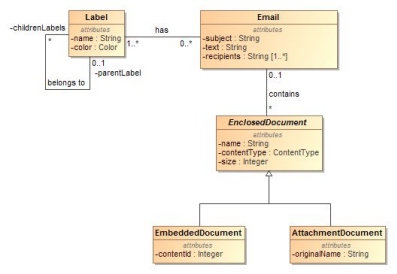 Label
attributes
-name : String
-color : Color
-childrenLabels
*
belongs to
0..1
-parentLabel
has
1..*
0..*
Email
attributes
-subject : String
-text : String
-recipients : String [1..*]
0..1
contains
*
EnclosedDocument
attributes
-name : String
-contentType : ContentType
-size : Integer
EmbeddedDocument
attributes
-contentId : Integer
AttachmentDocument
attributes
-originalName : String